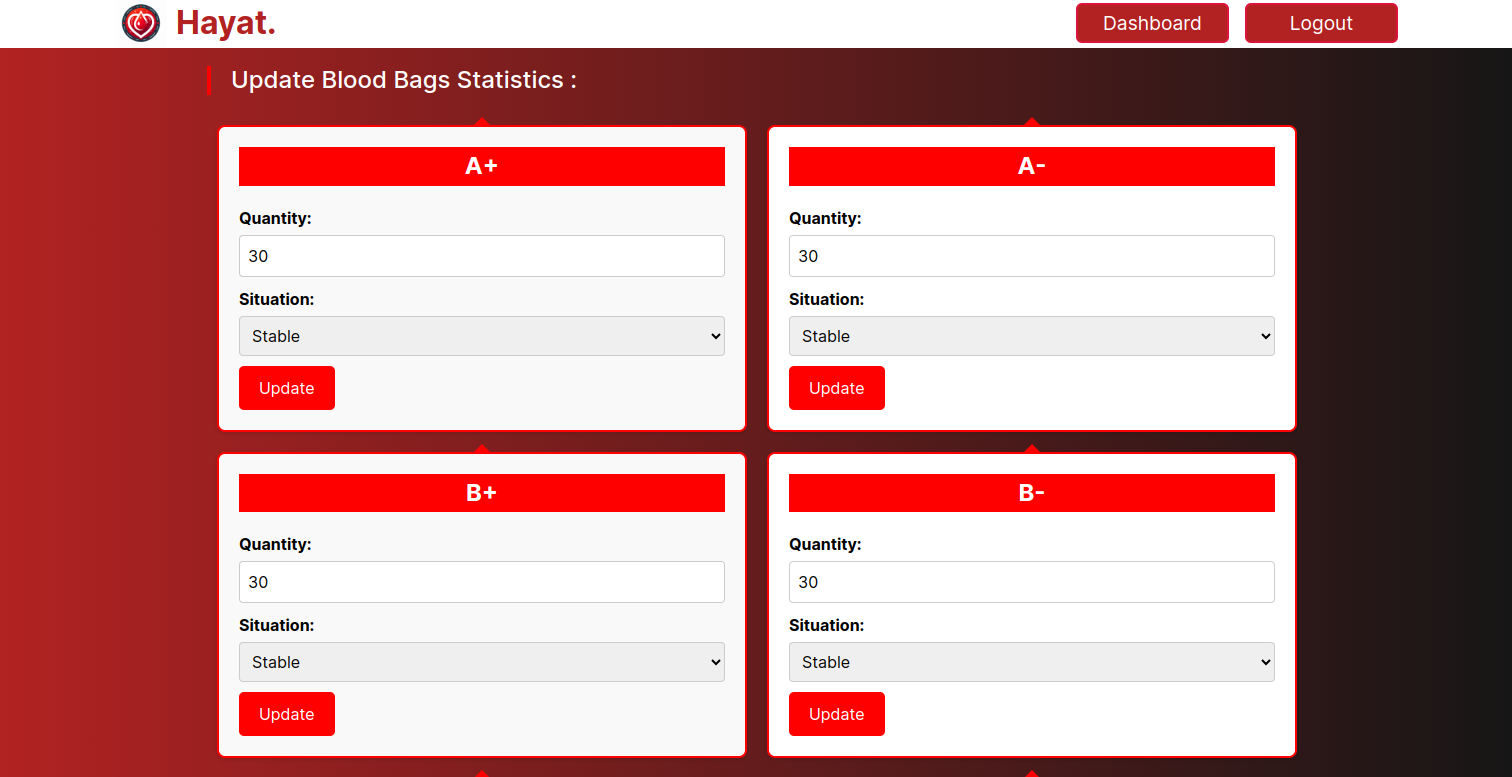 Hayat.
Dashboard
Logout
Update Blood Bags Statistics :
A+
Quantity:
30
Situation:
Stable
Update
A-
Quantity:
30
Situation:
Stable
Update
B+
Quantity:
30
Situation:
Stable
Update
B-
Quantity:
30
Situation:
Stable
Update